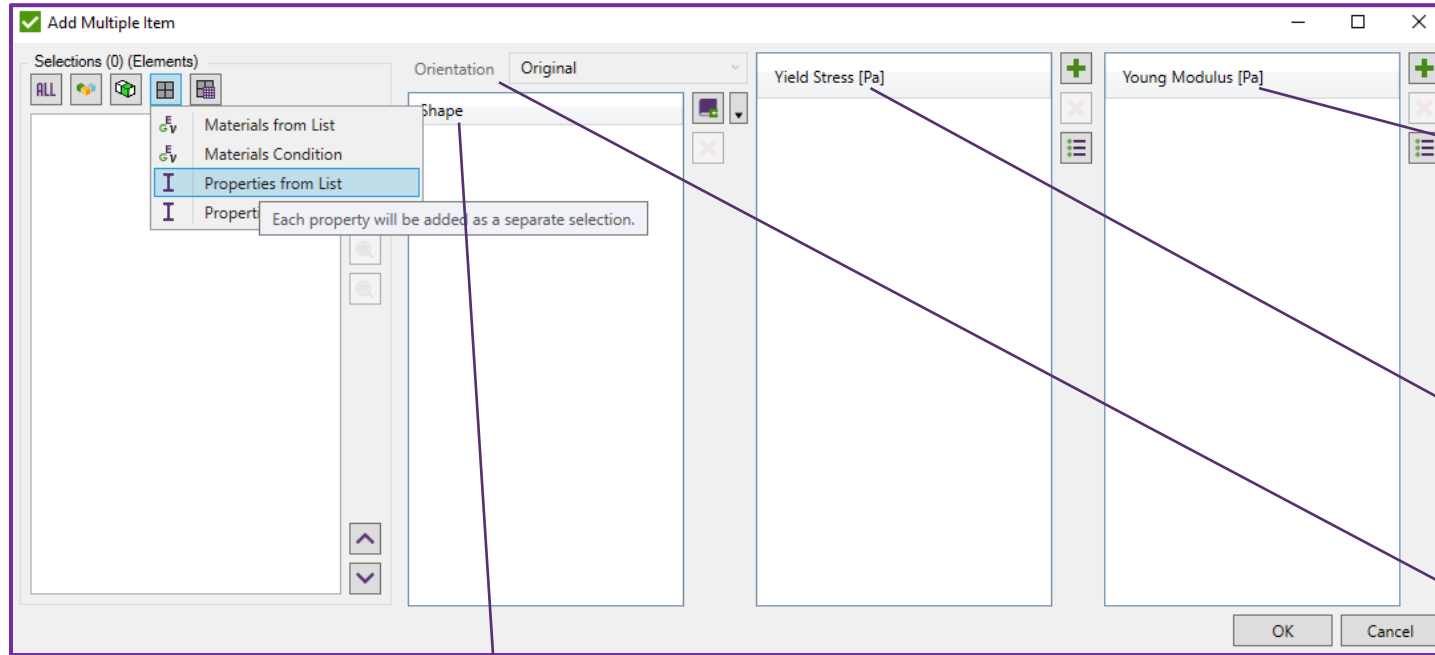 Add Multiple Item
Selections (0) (Elements)
ALL
Orientation
Original
Yield Stress [Pa]
Young Modulus [Pa]
Shape
E
G V
Materials from List
E
G V
Materials Condition
Properties from List
Properti
Each property will be added as a separate selection.
OK
Cancel